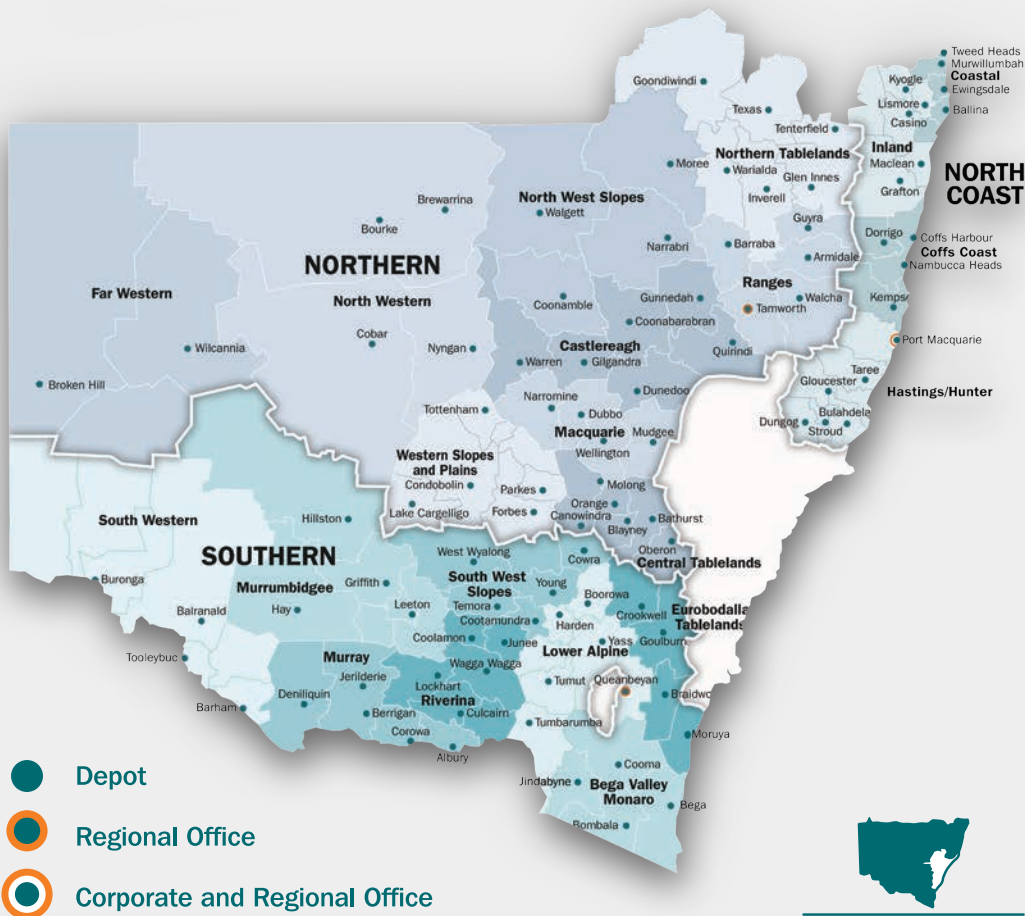 Tweed Heads
Murwillumbah
Coastal
Kyogle
Ewingsdale
Lismore
Ballina
Casino
Goondiwindi
Texas
Tenterfield
Northern Tablelands
Inland
Moree
Warialda
Glen Innes
Maclean
NORTH
COAST
Inverell
Grafton
Brewarrina
North West Slopes
Walgett
Bourke
Guyra
Dorrigo
Coffs Harbour
Narrabri
Barraba
Coffs Coast
Armidale
Nambucca Heads
NORTHERN
Ranges
Far Western
North Western
Coonamble
Gunnedah
Walcha
Kempse
Tamworth
Coonabarabran
Cobar
Port Macquarie
Wilcannia
Nyngan
Castlereagh
Quirindi
Warren
Gilgandra
Taree
Broken Hill
Gloucester
Dunedoo
Hastings/Hunter
Narromine
Tottenham
Dubbo
Bulahdela
Macquarie
Mudgee
Dungog
Stroud
Wellington
Western Slopes
and Plains
Condobolin
Molong
Parkes
Orange
Lake Cargelligo
Forbes
Canowindra
Bathurst
South Western
Hillston
Blayney
Oberon
SOUTHERN
West Wyalong
Cowra
Central Tablelands
Buronga
Murrumbidgee
Griffith
South West
Slopes
Young
Boorowa
Balranald
Hay
Leeton
Temora
Crookwell
Eurobodalla
Tablelands
Cootamundra
Harden
Coolamon
Junee
Yass
Goulburn
Tooleybuc
Murray
Lower Alpine
Wagga Wagga
Jerilderie
Lockhart
Tumut
Queanbeyan
Deniliquin
Riverina
Braidwo
Barham
Berrigan
Culcairn
Tumbarumba
Corowa
Moruya
Albury
Cooma
Jindabyne
Bega Valley
Monaro
Bega
Bombala
Depot
Regional Office
Corporate and Regional Office